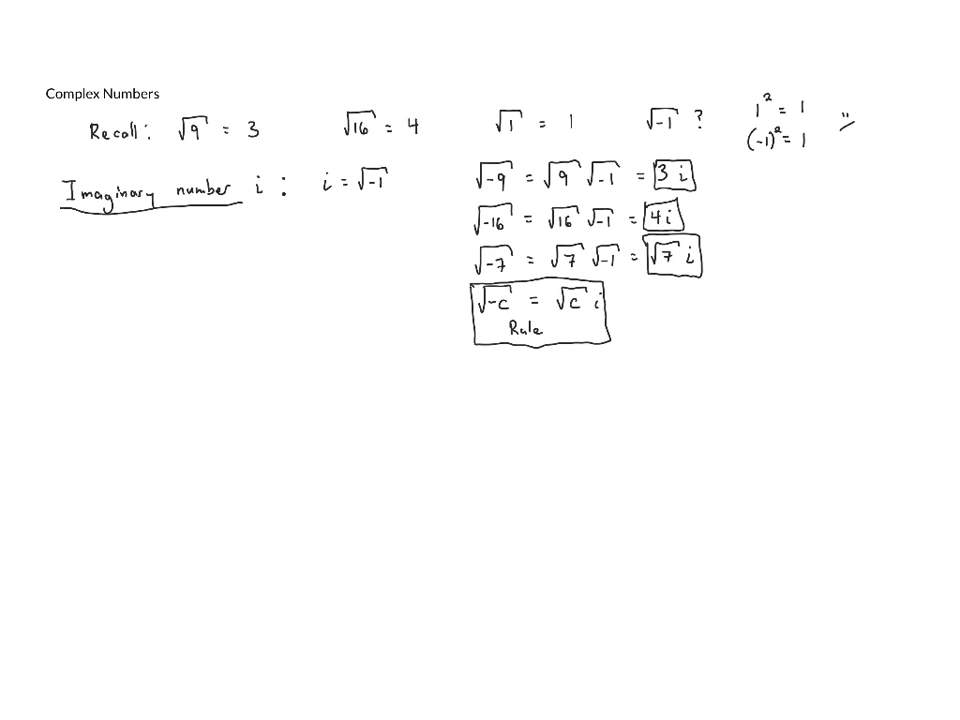 Complex Numbers
Recall: √9 = 3 √16 = 4 √1 = 1 √-1 ? 1² = 1
(-1)² = 1
Imaginary number i : i = √-1 √-9 = √9 √-1 = 3 i
√-16 = √16 √-1 = 4i
√-7 = √7 √-1 = √7 i
√-c = √c i
Rule